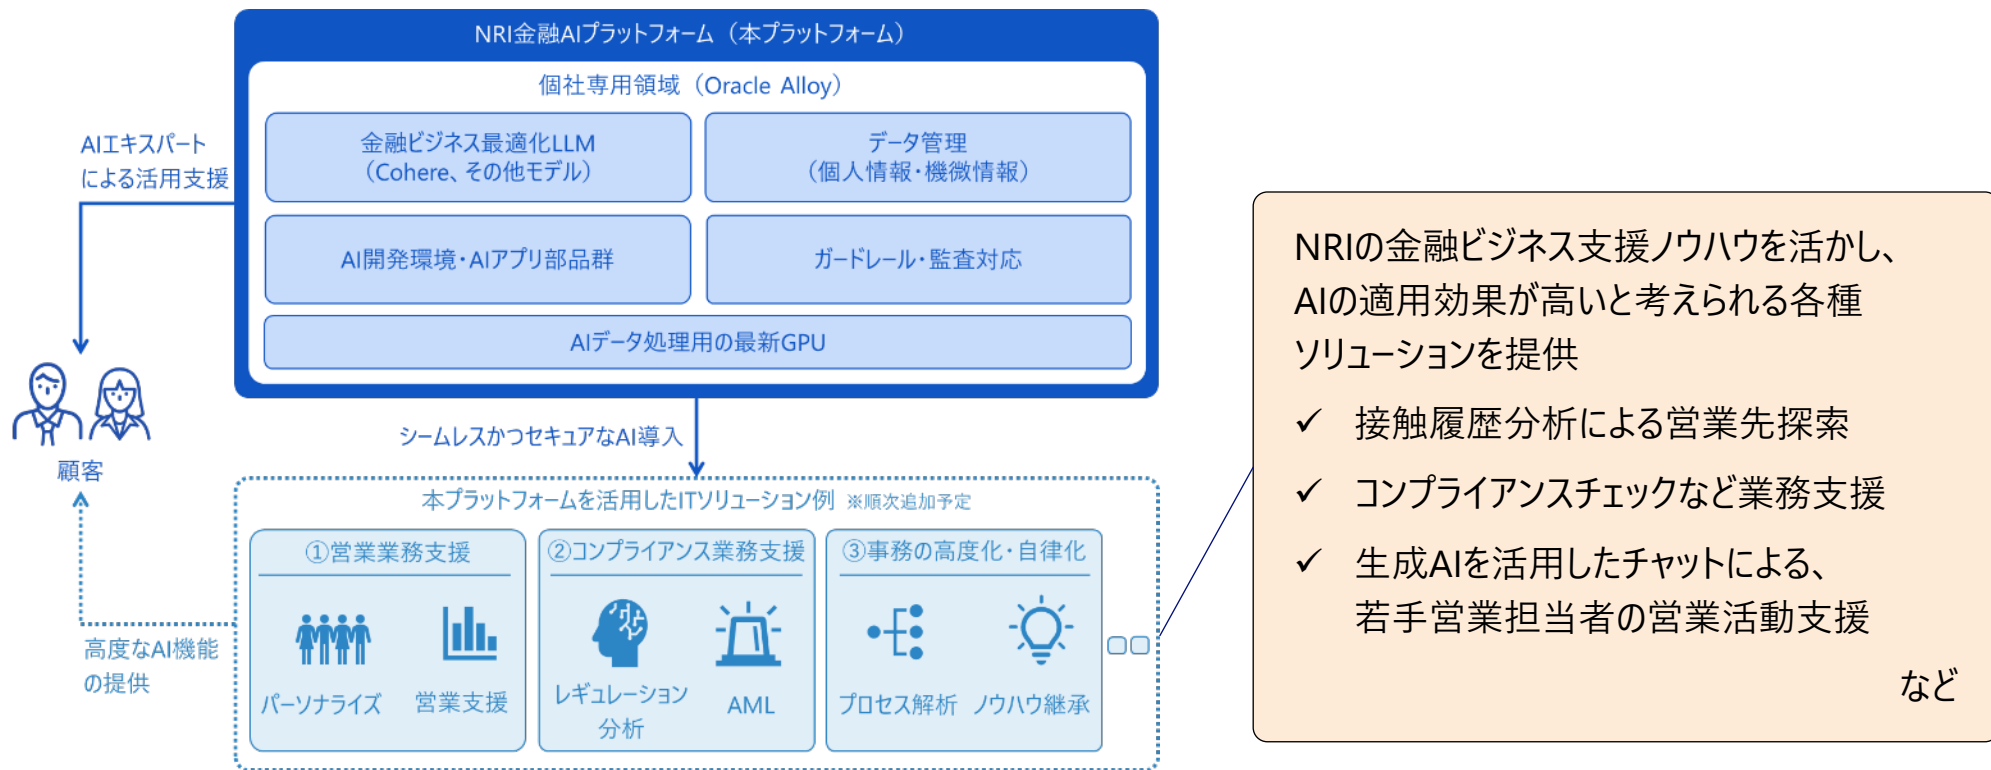 NRI金融AIプラットフォーム（本プラットフォーム）
個社専用領域（Oracle Alloy）
金融ビジネス最適化LLM
（Cohere、その他モデル）
データ管理
（個人情報・機微情報）
AI開発環境・AIアプリ部品群
ガードレール・監査対応
AIデータ処理用の最新GPU
AIエキスパート
による活用支援
顧客
シームレスかつセキュアなAI導入
高度なAI機能
の提供
本プラットフォームを活用したITソリューション例 ※順次追加予定
①営業業務支援
パーソナライズ
営業支援
②コンプライアンス業務支援
レギュレーション
分析
AML
③事務の高度化・自律化
プロセス解析
ノウハウ継承
NRIの金融ビジネス支援ノウハウを活かし、
AIの適用効果が高いと考えられる各種
ソリューションを提供
✓ 接触履歴分析による営業先探索
✓ コンプライアンスチェックなど業務支援
✓ 生成AIを活用したチャットによる、
若手営業担当者の営業活動支援
など